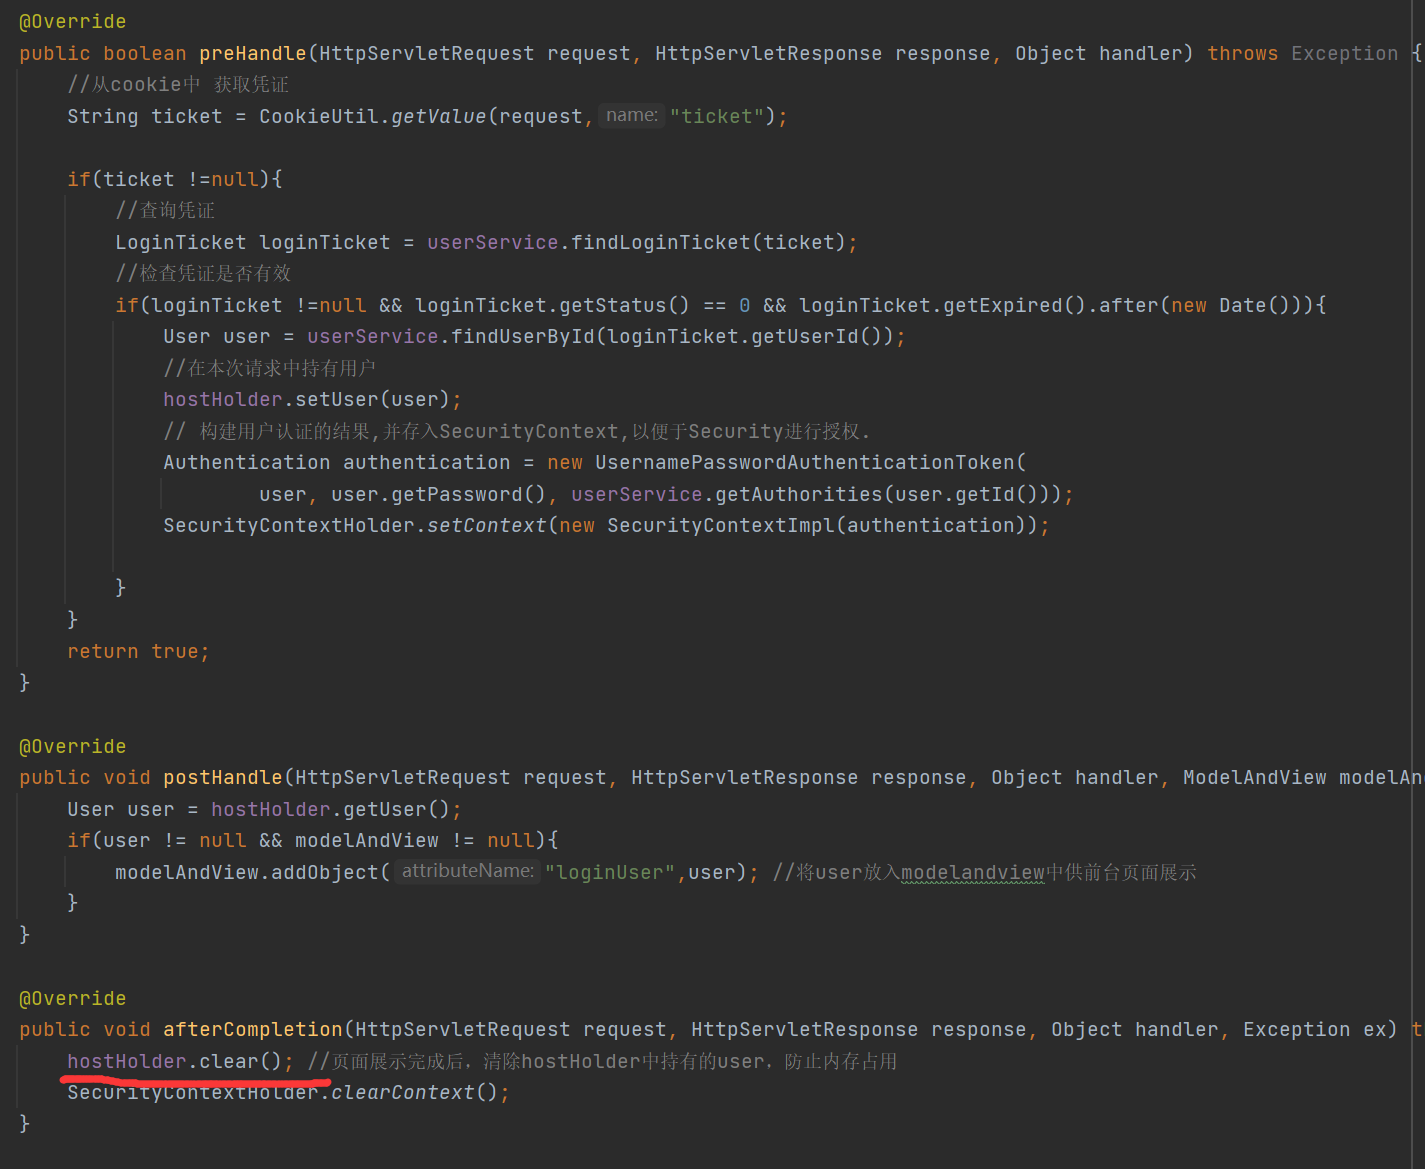 @Override
public boolean preHandle(HttpServletRequest request, HttpServletResponse response, Object handler) throws Exception {
//从cookie中 获取凭证
String ticket = CookieUtil.getValue(request, name: "ticket");
if(ticket !=null){
//查询凭证
LoginTicket loginTicket = userService.findLoginTicket(ticket);
//检查凭证是否有效
if(loginTicket !=null && loginTicket.getStatus() == 0 && loginTicket.getExpired().after(new Date())){
User user = userService.findUserById(loginTicket.getUserId());
//在本次请求中持有用户
hostHolder.setUser(user);
// 构建用户认证的结果,并存入SecurityContext,以便于Security进行授权.
Authentication authentication = new UsernamePasswordAuthenticationToken(
user, user.getPassword(), userService.getAuthorities(user.getId()));
SecurityContextHolder.setContext(new SecurityContextImpl(authentication));
}
}
return true;
}
@Override
public void postHandle(HttpServletRequest request, HttpServletResponse response, Object handler, ModelAndView modelAn
User user = hostHolder.getUser();
if(user != null && modelAndView != null){
modelAndView.addObject( attributeName: "loginUser",user); //将user放入modelandview中供前台页面展示
}
}
@Override
public void afterCompletion(HttpServletRequest request, HttpServletResponse response, Object handler, Exception ex) t
hostHolder.clear(); //页面展示完成后，清除hostHolder中持有的user，防止内存占用
SecurityContextHolder.clearContext();
}